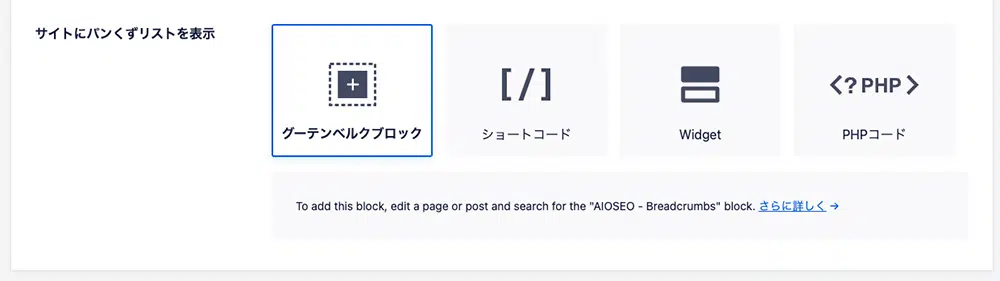 サイトにパンくずリストを表示
グーテンベルクブロック
[/]
ショートコード
Widget
<? PHP >
PHPコード
To add this block, edit a page or post and search for the "AIOSEO - Breadcrumbs" block. さらに詳しく →